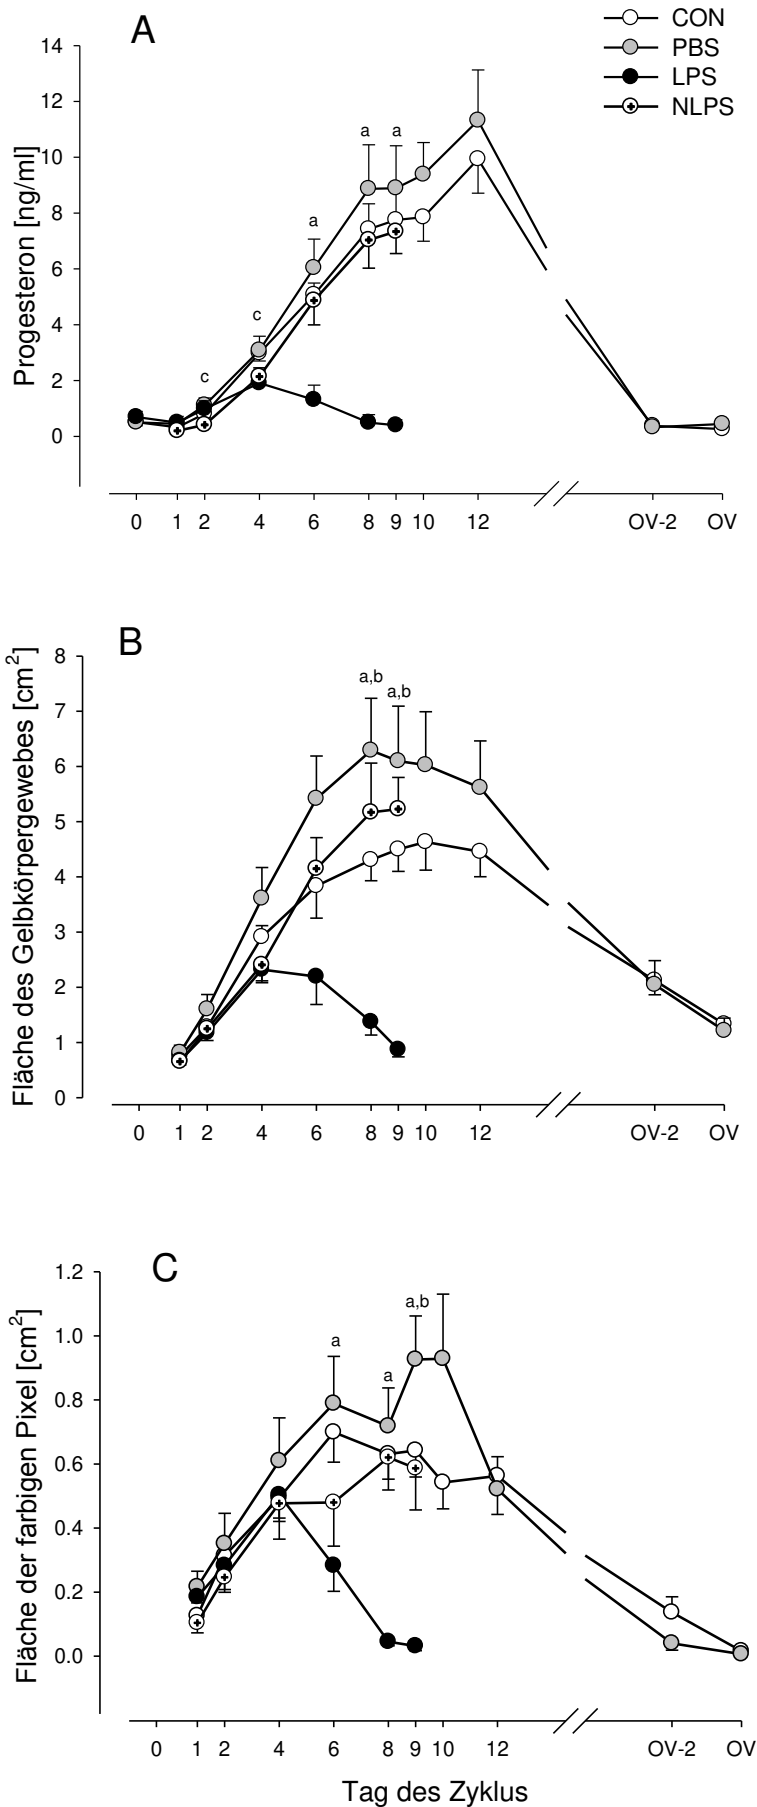 CON
PBS
LPS
NLPS
A
Progesteron [ng/ml]
14
12
10
8
6
4
2
0
c
c
a
a
a
0 1 2 4 6 8 9 10 12 OV-2 OV
B
Fläche des Gelbkörpergewebes [cm²]
8
7
6
5
4
3
2
1
0
a,b
a,b
0 1 2 4 6 8 9 10 12 OV-2 OV
C
Fläche der farbigen Pixel [cm²]
1.2
1.0
0.8
0.6
0.4
0.2
0.0
a
a
a,b
0 1 2 4 6 8 9 10 12 OV-2 OV
Tag des Zyklus